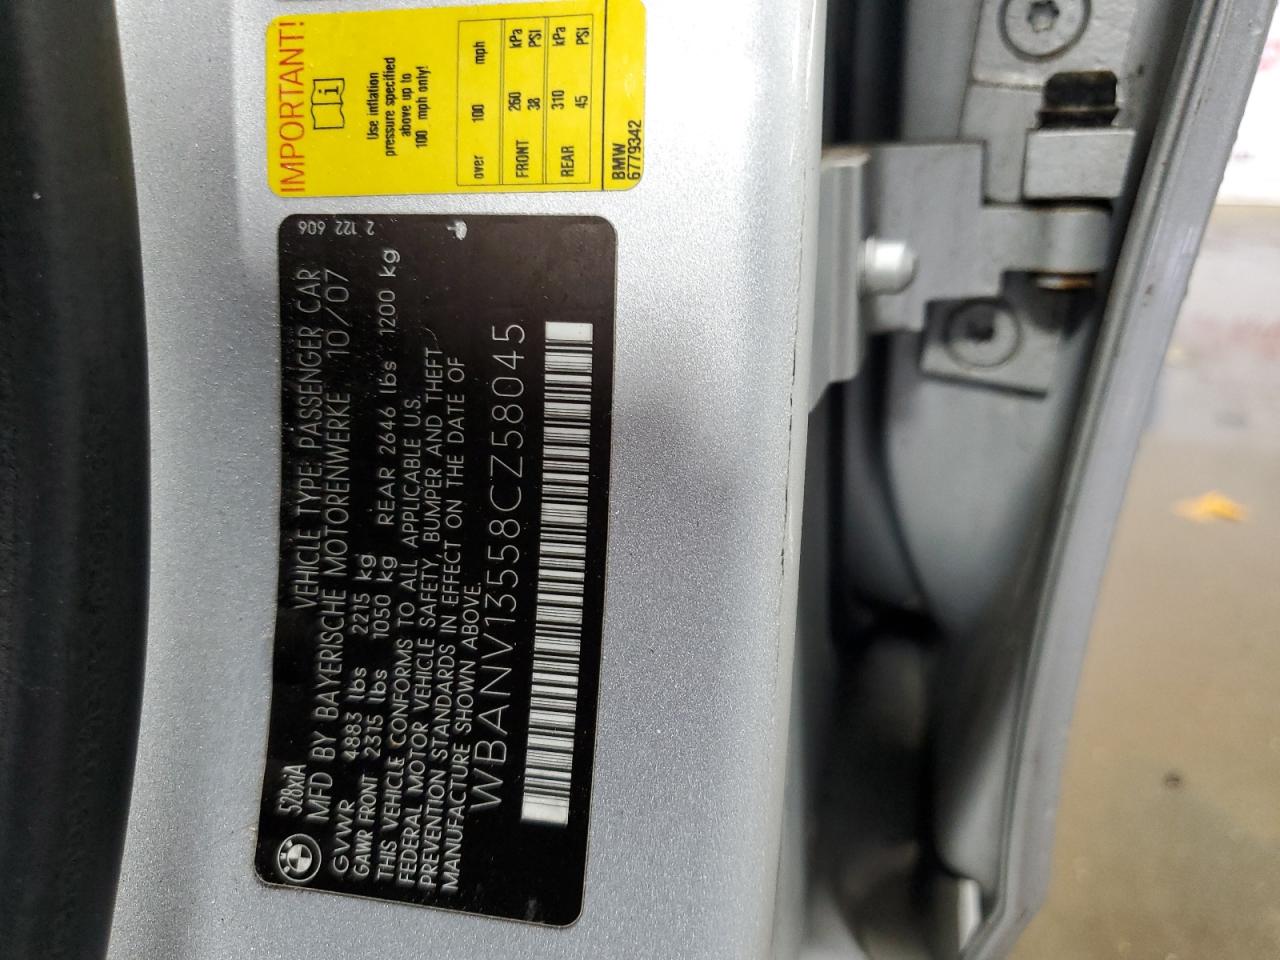 IMPORTANT!
i
Use inflation
pressure specified
above up to
100 mph only!
over 100 mph
FRONT 260 kPa
38 PSI
REAR 310 kPa
45 PSI
BMW
6779342
2 122 606
528xiA VEHICLE TYPE: PASSENGER CAR
MFD BY BAYERISCHE MOTORENWERKE 10/07
GVWR 4883 lbs 2215 kg
GAWR FRONT 2315 lbs 1050 kg REAR 2646 lbs 1200 kg
THIS VEHICLE CONFORMS TO ALL APPLICABLE U.S.
FEDERAL MOTOR VEHICLE SAFETY, BUMPER AND THEFT
PREVENTION STANDARDS IN EFFECT ON THE DATE OF
MANUFACTURE SHOWN ABOVE.
WBANV13558CZ58045